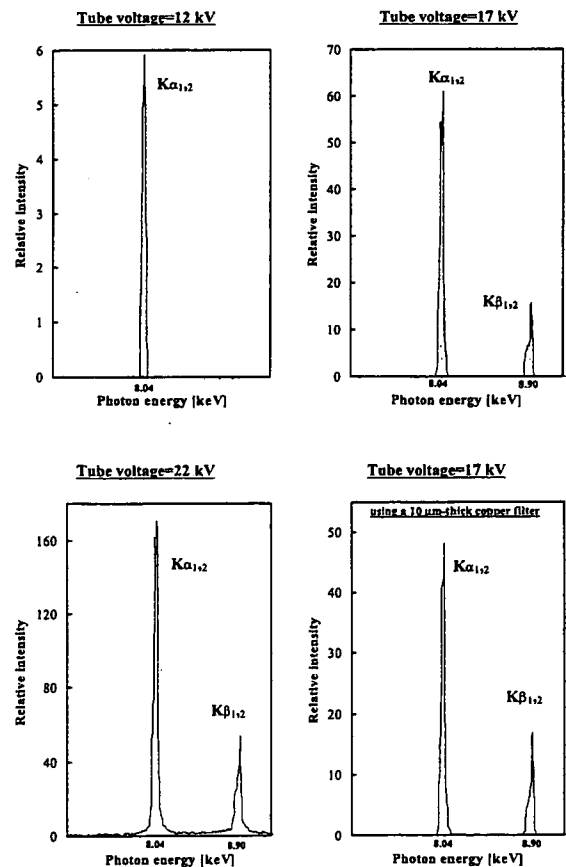 Tube voltage=12 kV
6
5
4
3
2
1
0
Relative intensity
Kα1,2
8.04
Photon energy [keV]
Tube voltage=17 kV
70
60
50
40
30
20
10
0
Relative intensity
Kα1,2
Kβ1,2
8.04
8.90
Photon energy [keV]
Tube voltage=22 kV
160
120
80
40
0
Relative intensity
Kα1,2
Kβ1,2
8.04
8.90
Photon energy [keV]
Tube voltage=17 kV
using a 10 μm-thick copper filter
50
40
30
20
10
0
Relative intensity
Kα1,2
Kβ1,2
8.04
8.90
Photon energy [keV]